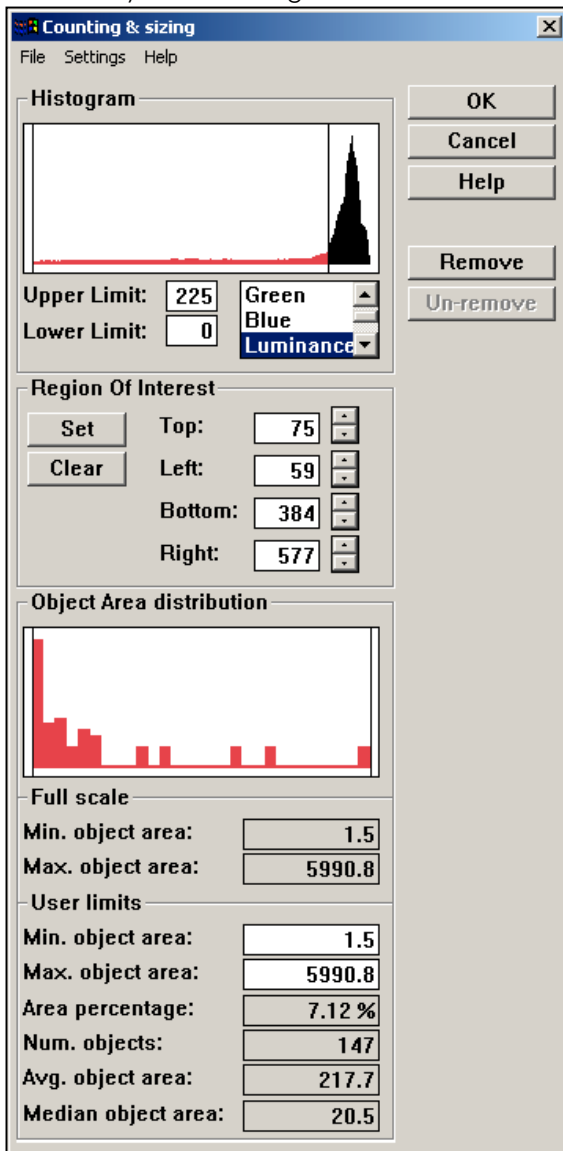 Counting & sizing
File Settings Help
Histogram
OK
Cancel
Help
Remove
Un-remove
Upper Limit: 225
Lower Limit: 0
Green
Blue
Luminance
Region Of Interest
Set
Clear
Top: 75
Left: 59
Bottom: 384
Right: 577
Object Area distribution
Full scale
Min. object area: 1.5
Max. object area: 5990.8
User limits
Min. object area: 1.5
Max. object area: 5990.8
Area percentage: 7.12 %
Num. objects: 147
Avg. object area: 217.7
Median object area: 20.5